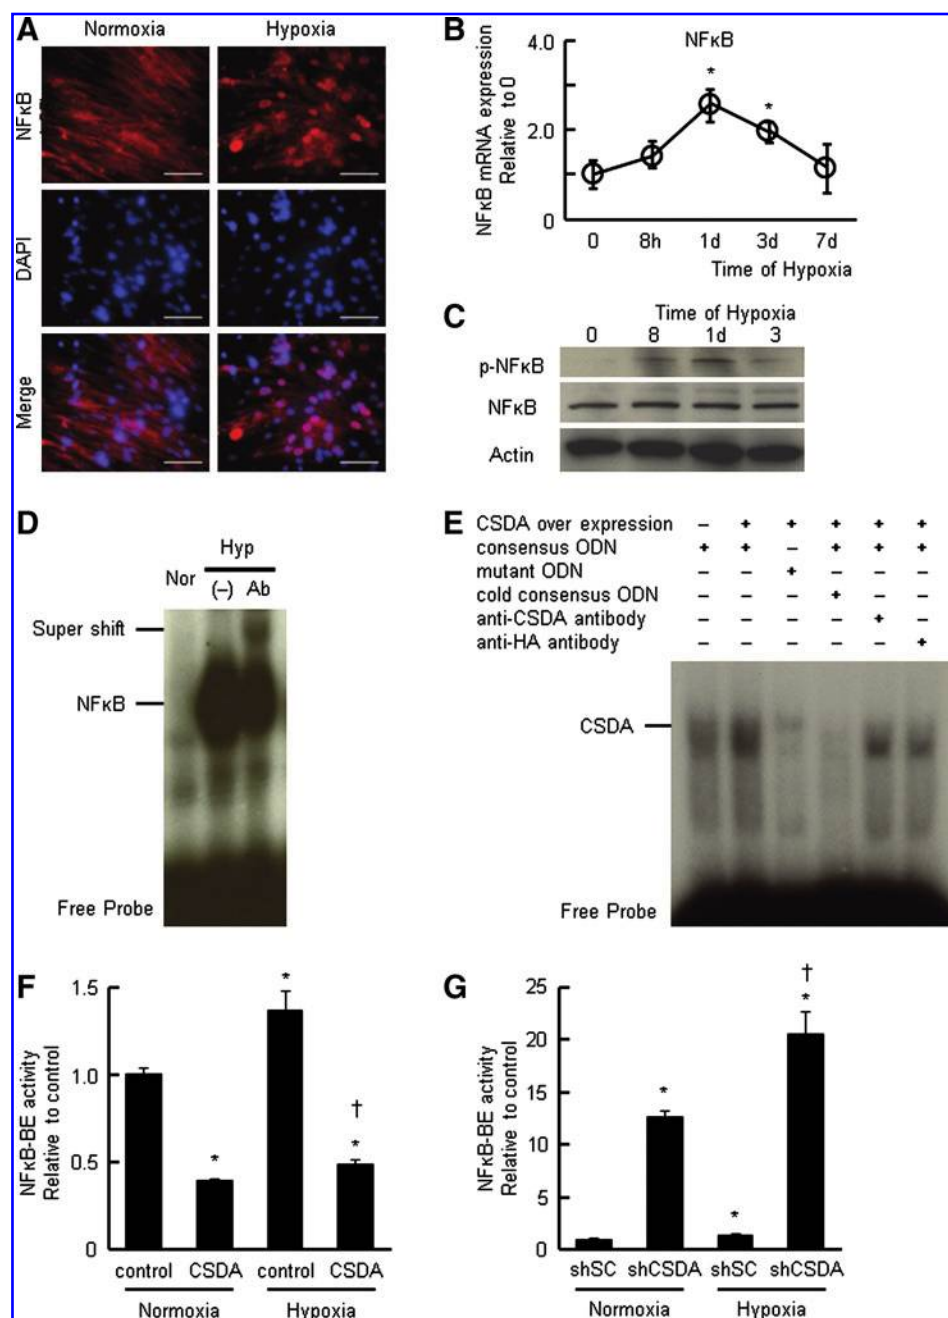 A
Normoxia Hypoxia
NFκB
DAPI
Merge
B
NFκB
NFκB mRNA expression
Relative to 0
4.0
*
*
2.0
0
0 8h 1d 3d 7d
Time of Hypoxia
C
Time of Hypoxia
0 8 1d 3
p-NFκB
NFκB
Actin
D
Hyp
Nor (–) Ab
Super shift
NFκB
Free Probe
E
CSDA over expression – + + + + +
consensus ODN + + – + + +
mutant ODN – – + – – –
cold consensus ODN – – – + – –
anti-CSDA antibody – – – – + –
anti-HA antibody – – – – – +
CSDA
Free Probe
F
NFκB-BE activity
Relative to control
1.5
*
1.0
†
0.5
* *
0
control CSDA control CSDA
Normoxia Hypoxia
G
NFκB-BE activity
Relative to control
25
†
*
20
15
*
10
5
*
0
shSC shCSDA shSC shCSDA
Normoxia Hypoxia